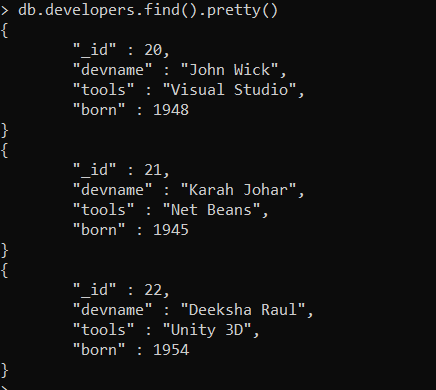 > db.developers.find().pretty()
{
        "_id" : 20,
        "devname" : "John Wick",
        "tools" : "Visual Studio",
        "born" : 1948
}
{
        "_id" : 21,
        "devname" : "Karah Johar",
        "tools" : "Net Beans",
        "born" : 1945
}
{
        "_id" : 22,
        "devname" : "Deeksha Raul",
        "tools" : "Unity 3D",
        "born" : 1954
}
>